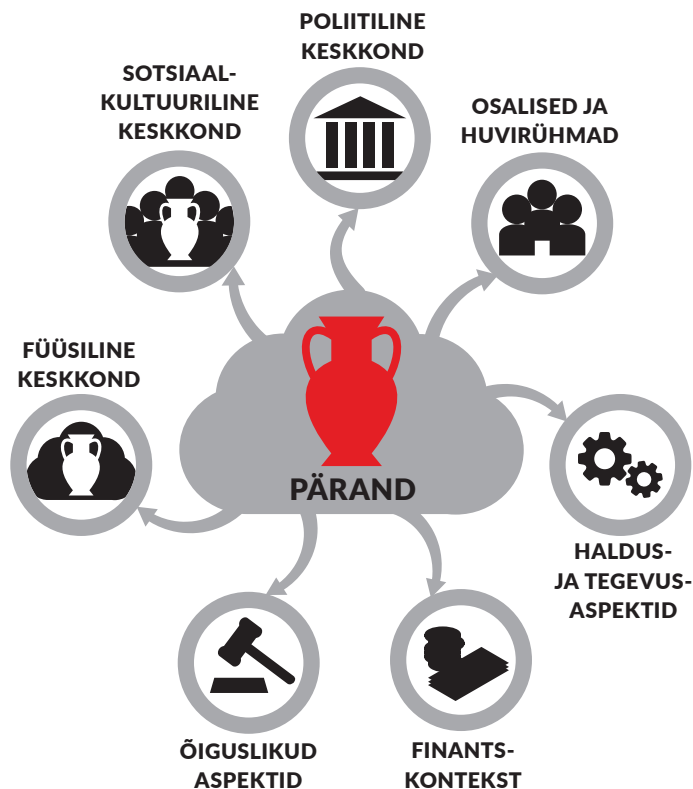 POLIITILINE
KESKKOND
SOTSIAAL-
KULTUURILINE
KESKKOND
OSALISED JA
HUVIRÜHMAD
FÜÜSILINE
KESKKOND
PÄRAND
HALDUS-
JA TEGEVUS-
ASPEKTID
ÕIGUSLIKUD
ASPEKTID
FINANTS-
KONTEKST